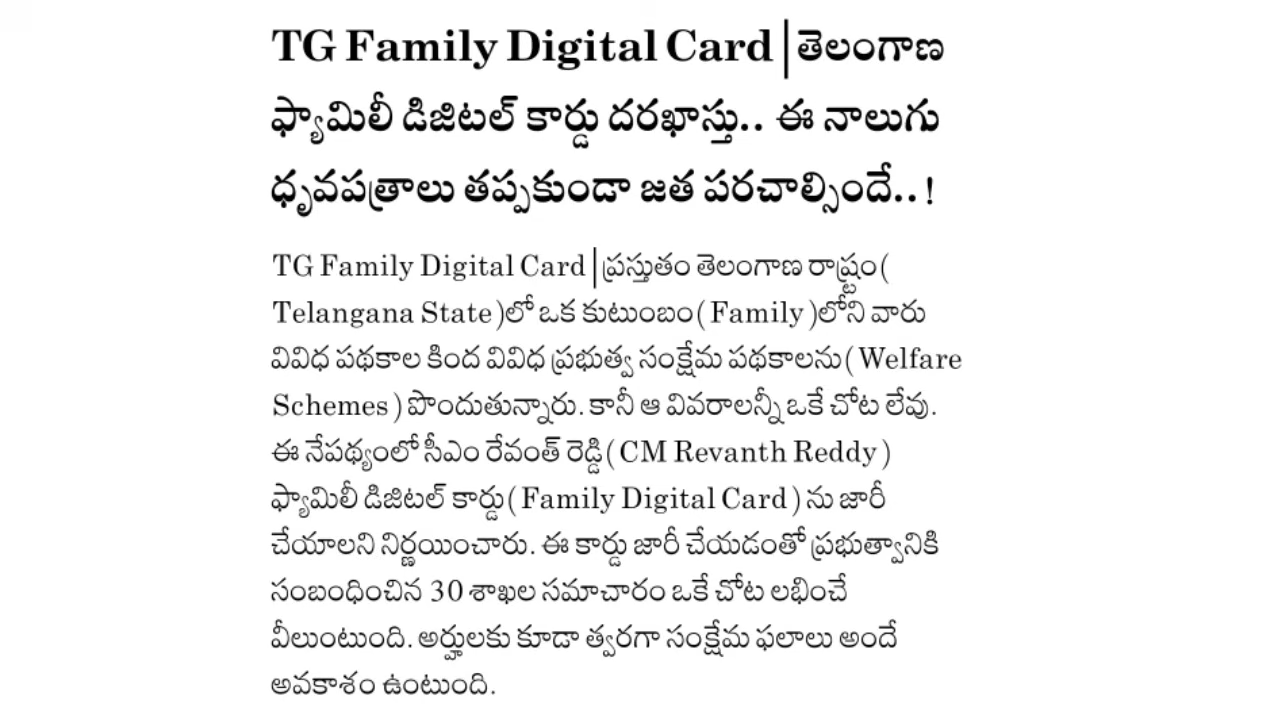 TG Family Digital Card |తెలంగాణ
ఫ్యామిలీ డిజిటల్ కార్డు దరఖాస్తు.. ఈ నాలుగు
ధృవపత్రాలు తప్పకుండా జత పరచాల్సిందే..!
TG Family Digital Card |ప్రస్తుతం తెలంగాణ రాష్ట్రం(
Telangana State)లో ఒక కుటుంబం(Family)లోని వారు
వివిధ పథకాల కింద వివిధ ప్రభుత్వ సంక్షేమ పథకాలను(Welfare
Schemes) పొందుతున్నారు. కానీ ఆ వివరాలన్నీ ఒకే చోట లేవు.
ఈ నేపథ్యంలో సీఎం రేవంత్ రెడ్డి(CM Revanth Reddy)
ఫ్యామిలీ డిజిటల్ కార్డు(Family Digital Card)ను జారీ
చేయాలని నిర్ణయించారు. ఈ కార్డు జారీ చేయడంతో ప్రభుత్వానికి
సంబంధించిన 30 శాఖల సమాచారం ఒకే చోట లభించే
వీలుంటుంది. అర్హులకు కూడా త్వరగా సంక్షేమ ఫలాలు అందే
అవకాశం ఉంటుంది.